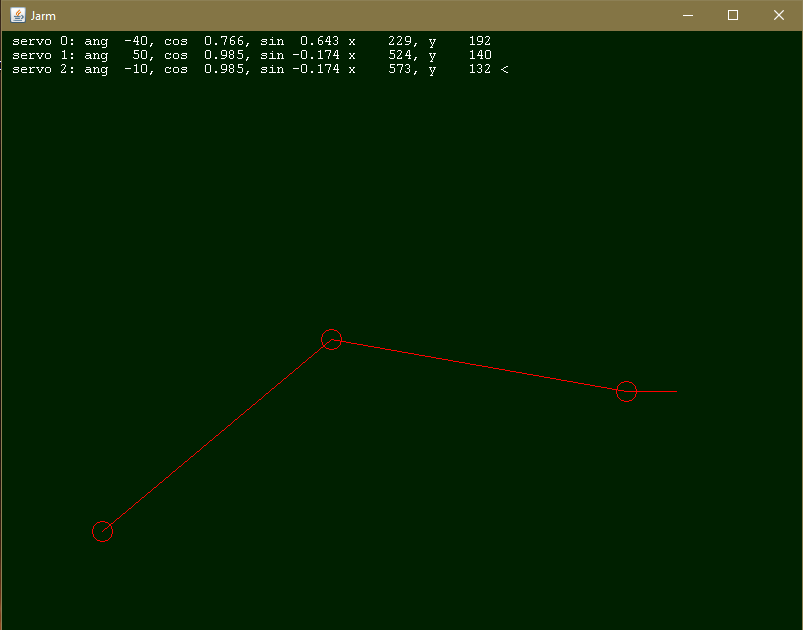 Jarm
servo 0: ang  -40, cos  0.766, sin  0.643 x    229, y    192
servo 1: ang   50, cos  0.985, sin -0.174 x    524, y    140
servo 2: ang  -10, cos  0.985, sin -0.174 x    573, y    132 <